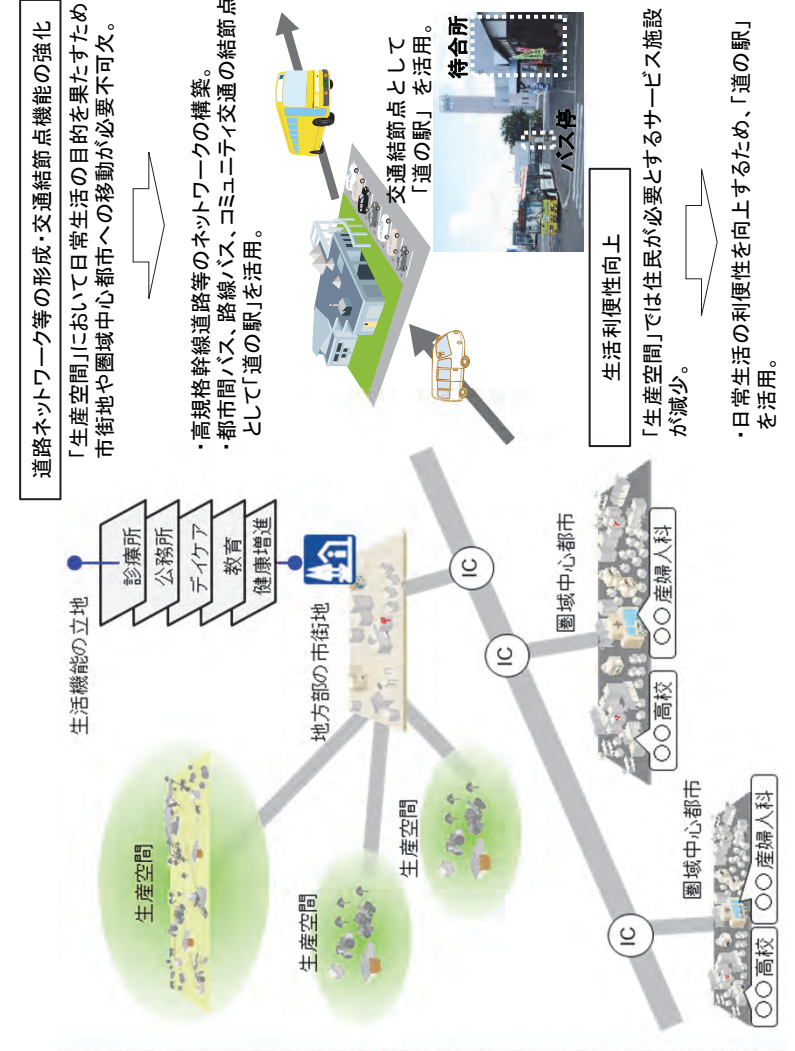 道路ネットワーク等の形成・交通結節点機能の強化
「生産空間」において日常生活の目的を果たすため
市街地や圏域中心都市への移動が必要不可欠。
・高規格幹線道路等のネットワークの構築。
・都市間バス、路線バス、コミュニティ交通の結節点
として「道の駅」を活用。
交通結節点として
「道の駅」を活用。
待合所
バス停
生活利便性向上
「生産空間」では住民が必要とするサービス施設
が減少。
・日常生活の利便性を向上するため、「道の駅」
を活用。
生活機能の立地
診療所
公務所
デイケア
教育
健康増進
地方部の市街地
生産空間
生産空間
生産空間
IC
IC
IC
圏域中心都市
○○高校
○○産婦人科
圏域中心都市
○○高校
○○産婦人科